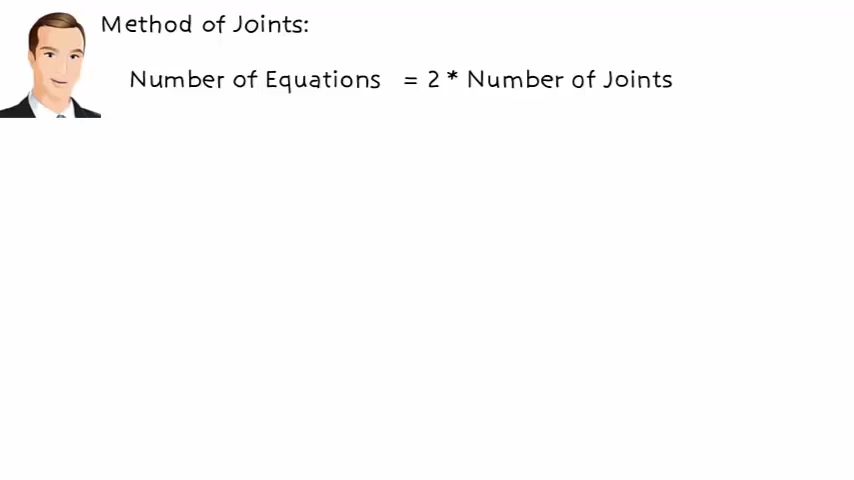 Method of Joints:
Number of Equations = 2 * Number of Joints